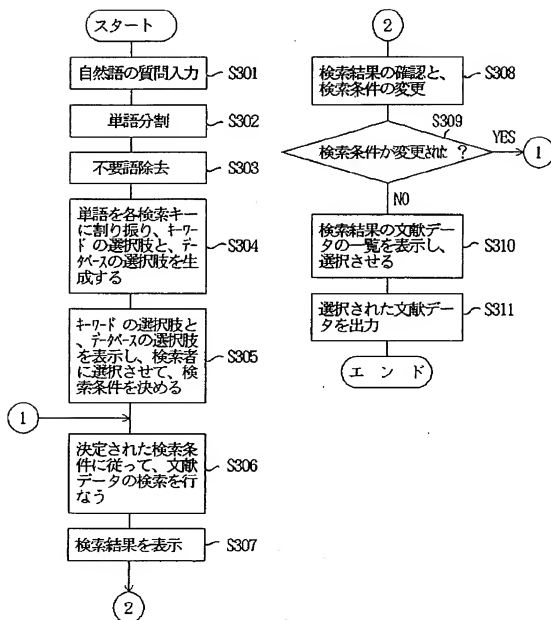 スタート
自然語の質問入力
S301
単語分割
S302
不要語除去
S303
単語を各検索キー
に割り振り、キーワー
ドの選択肢と、デー
タベースの選択肢を生
成する
S304
キーワードの選択肢と
、データベースの選択肢
を表示し、検索者
に選択させて、検
索条件を決める
S305
1
決定された検索条
件に従って、文献
データの検索を行
なう
S306
検索結果を表示
S307
2
2
検索結果の確認と、
検索条件の変更
S308
S309
検索条件が変更された ?
YES
1
NO
検索結果の文献デー
タの一覧を表示し、
選択させる
S310
選択された文献デー
タを出力
S311
エンド